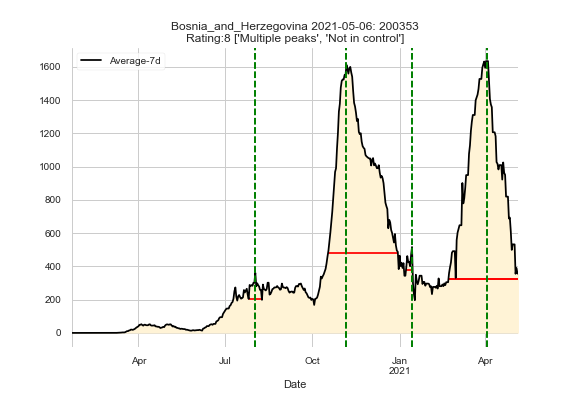 Bosnia_and_Herzegovina 2021-05-06: 200353
Rating:8 ['Multiple peaks', 'Not in control']
Average-7d
1600
1400
1200
1000
800
600
400
200
0
Apr
Jul
Oct
Jan
2021
Apr
Date